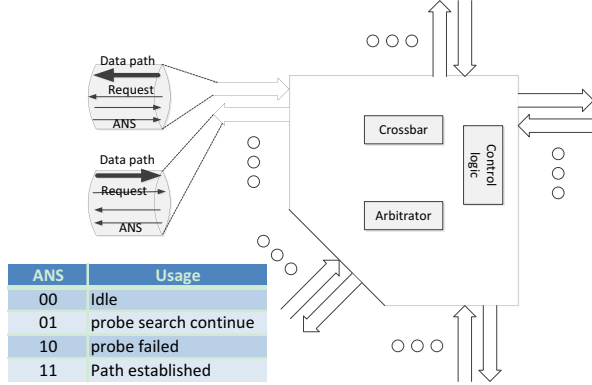 Data path
Request
ANS
Data path
Request
ANS
Crossbar
Control logic
Arbitrator
ANS Usage
00 Idle
01 probe search continue
10 probe failed
11 Path established